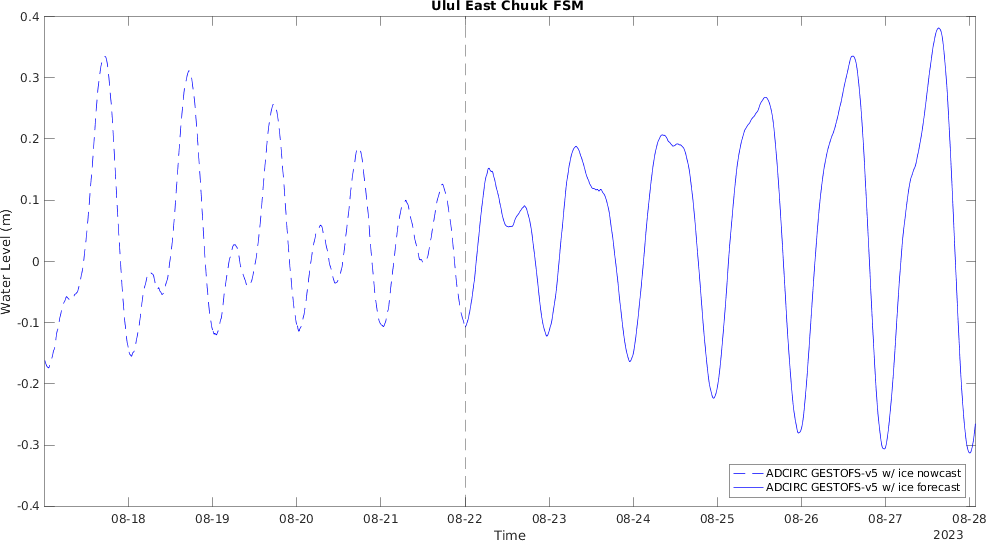 Ulul East Chuuk FSM
0.4
0.3
0.2
0.1
0
-0.1
-0.2
-0.3
-0.4
Water Level (m)
ADCIRC GESTOFS-v5 w/ ice nowcast
ADCIRC GESTOFS-v5 w/ ice forecast
08-18 08-19 08-20 08-21 08-22 08-23 08-24 08-25 08-26 08-27 08-28
Time
2023